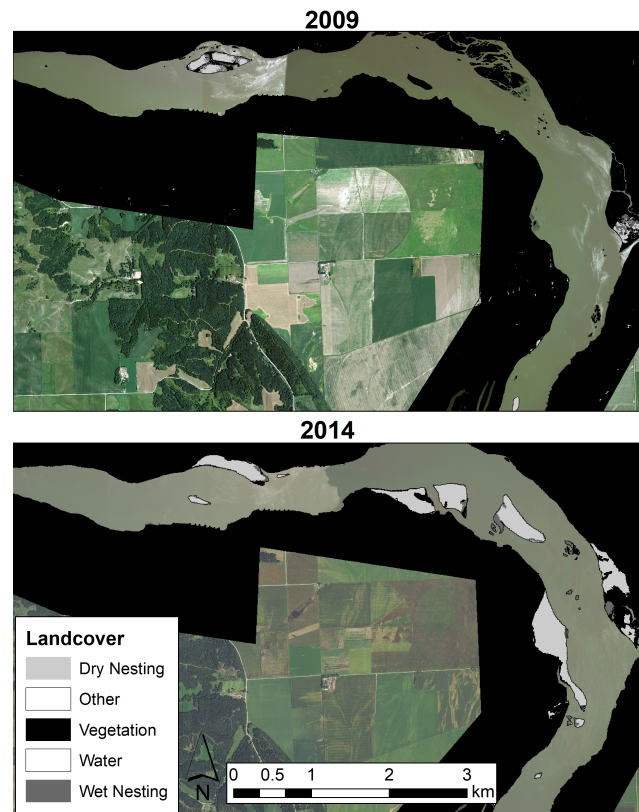 2009
2014
Landcover
Dry Nesting
Other
Vegetation
Water
Wet Nesting
N
0 0.5 1 2 3
km